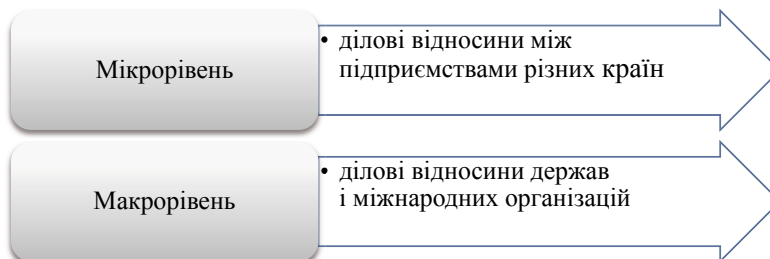 Мікрорівень
• ділові відносини між
підприємствами різних країн
Макрорівень
• ділові відносини держав
і міжнародних організацій